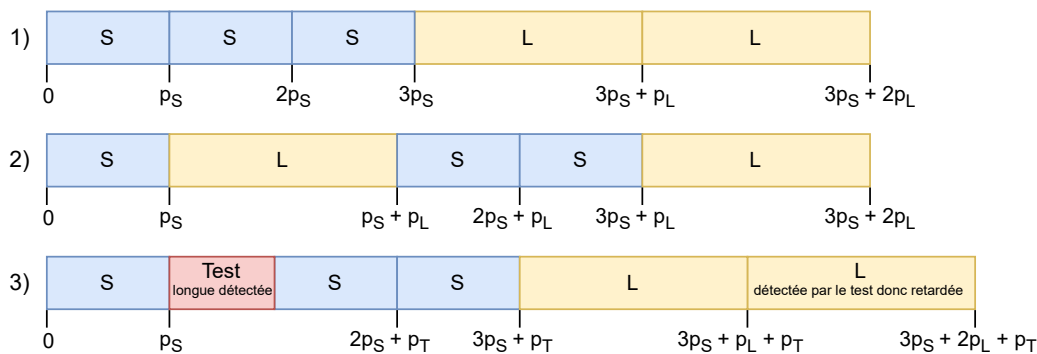 1) S S S L L
0 pS 2pS 3pS 3pS + pL 3pS + 2pL
2) S L S S L
0 pS pS + pL 2pS + pL 3pS + pL 3pS + 2pL
3) S Test S S L L
longue détectée détectée par le test donc retardée
0 pS 2pS + pT 3pS + pT 3pS + pL + pT 3pS + 2pL + pT